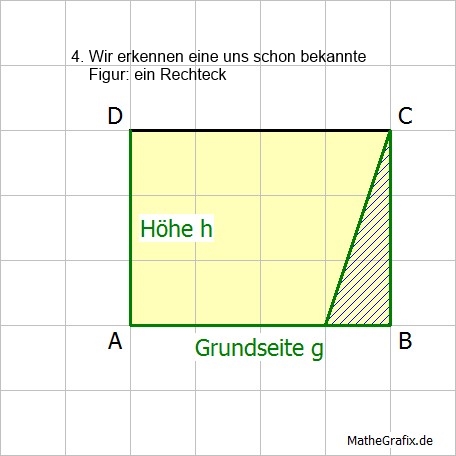 4. Wir erkennen eine uns schon bekannte
Figur: ein Rechteck
D
C
Höhe h
A
B
Grundseite g
MatheGrafix.de